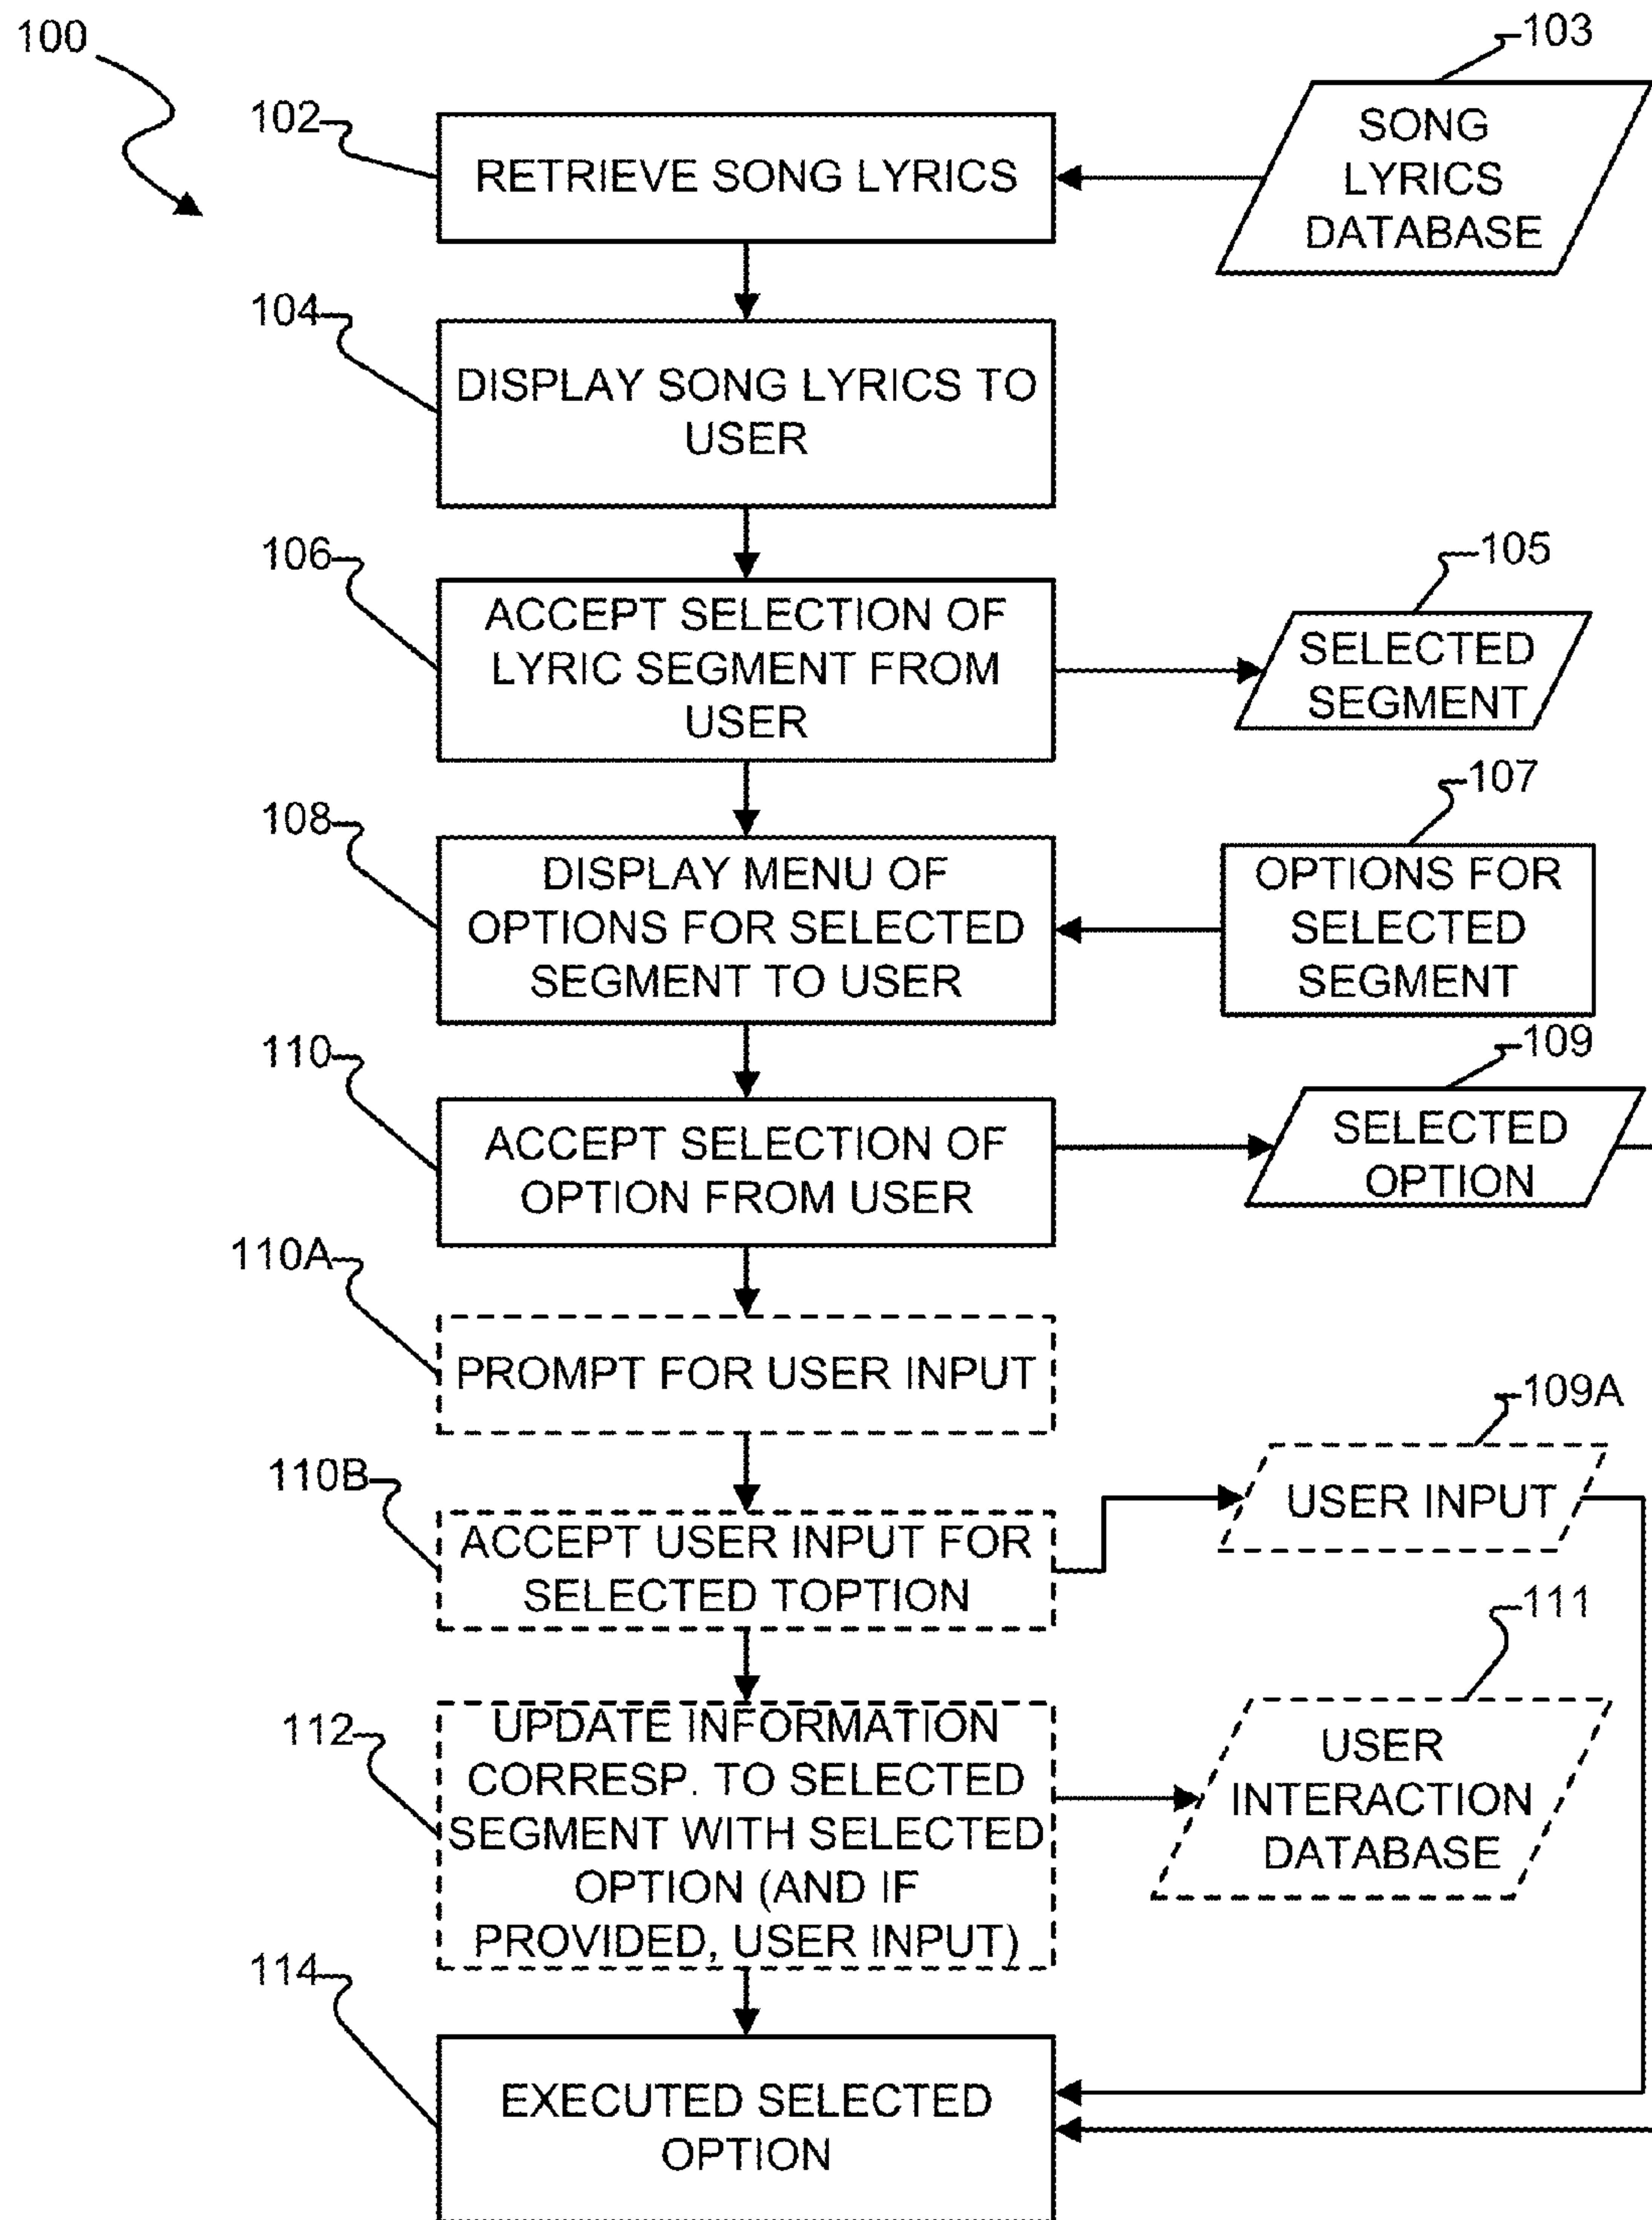 100
103
102
RETRIEVE SONG LYRICS
SONG
LYRICS
DATABASE
104
DISPLAY SONG LYRICS TO
USER
106
ACCEPT SELECTION OF
LYRIC SEGMENT FROM
USER
105
SELECTED
SEGMENT
108
DISPLAY MENU OF
OPTIONS FOR SELECTED
SEGMENT TO USER
107
OPTIONS FOR
SELECTED
SEGMENT
110
ACCEPT SELECTION OF
OPTION FROM USER
109
SELECTED
OPTION
110A
PROMPT FOR USER INPUT
109A
USER INPUT
110B
ACCEPT USER INPUT FOR
SELECTED TOPTION
111
USER
INTERACTION
DATABASE
112
UPDATE INFORMATION
CORRESP. TO SELECTED
SEGMENT WITH SELECTED
OPTION (AND IF
PROVIDED, USER INPUT)
114
EXECUTED SELECTED
OPTION